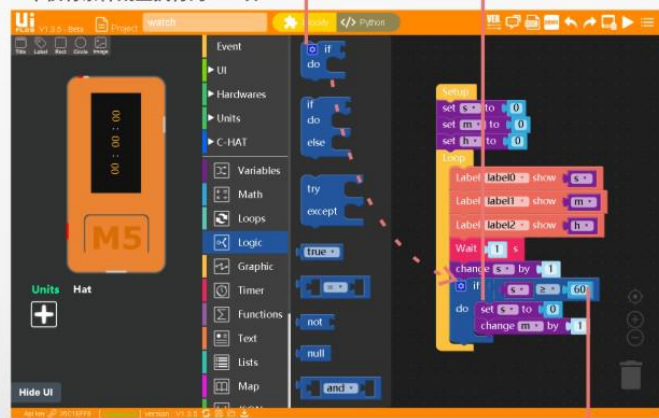 Ui
FLOW V1.3.5 - Beta Project watch Blockly </> Python VER.
Title Label Rect Circle Image
00 : 00 : 00
M5
Units Hat
Hide UI
Event
UI
Hardwares
Units
C-HAT
Variables
Math
Loops
Logic
Graphic
Timer
Functions
Text
Lists
Map
if
do
if
do
else
try
except
true
=
not
null
and
Setup
set s to 0
set m to 0
set h to 0
Loop
Label label0 show s
Label label1 show m
Label label2 show h
Wait 1 s
change s by 1
if s ≥ 60
do set s to 0
change m by 1